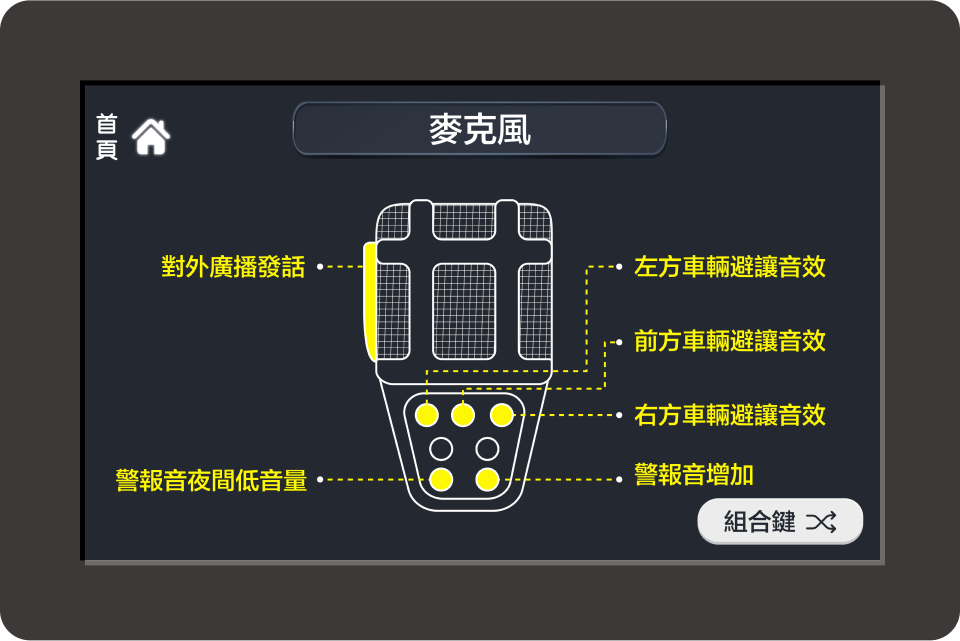 首頁
麥克風
對外廣播發話
左方車輛避讓音效
前方車輛避讓音效
右方車輛避讓音效
警報音夜間低音量
警報音增加
組合鍵